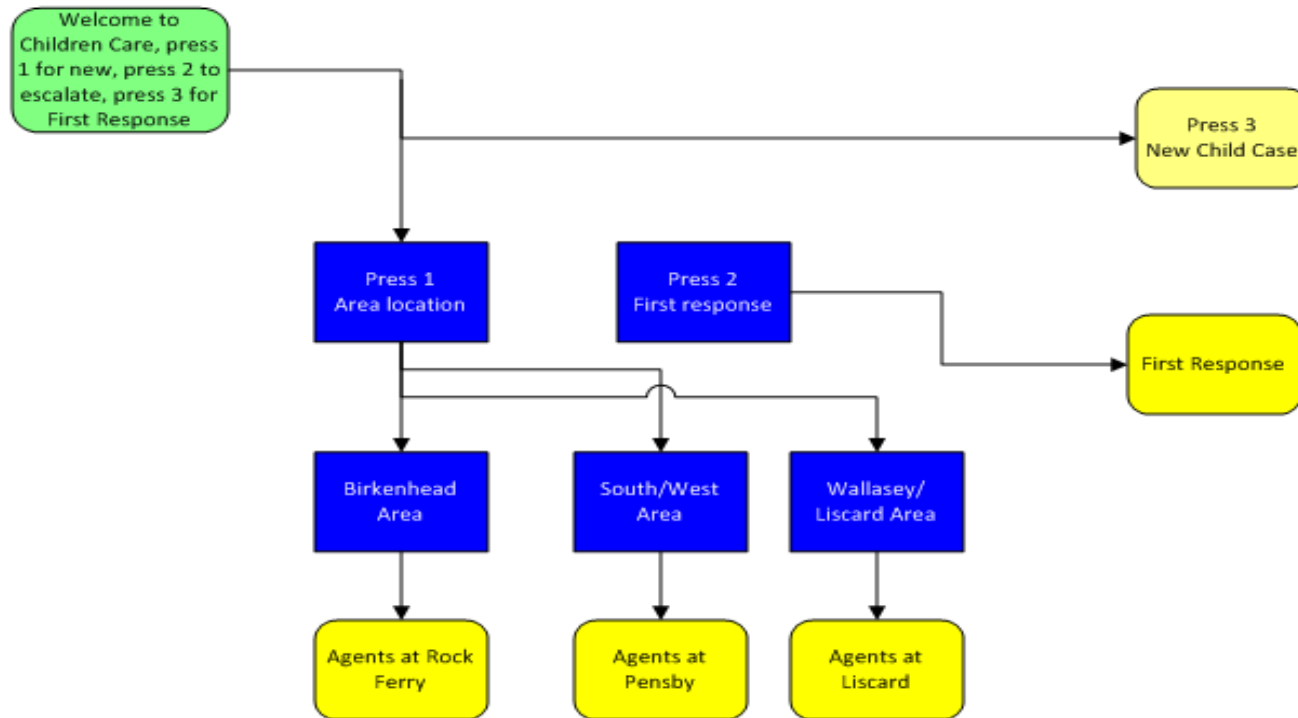 Welcome to
Children Care, press
1 for new, press 2 to
escalate, press 3 for
First Response
Press 3
New Child Case
Press 1
Area location
Press 2
First response
First Response
Birkenhead
Area
South/West
Area
Wallasey/
Liscard Area
Agents at Rock
Ferry
Agents at
Pensby
Agents at
Liscard